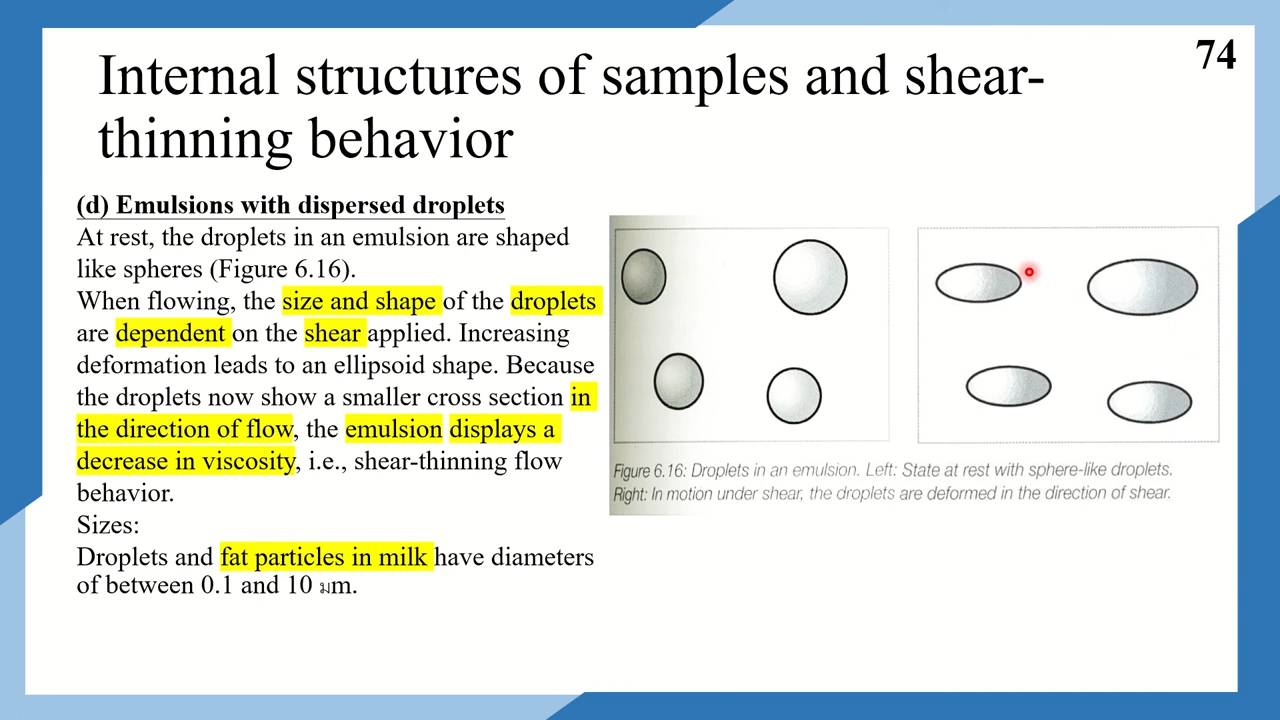 74
Internal structures of samples and shear-
thinning behavior
(d) Emulsions with dispersed droplets
At rest, the droplets in an emulsion are shaped
like spheres (Figure 6.16).
When flowing, the size and shape of the droplets
are dependent on the shear applied. Increasing
deformation leads to an ellipsoid shape. Because
the droplets now show a smaller cross section in
the direction of flow, the emulsion displays a
decrease in viscosity, i.e., shear-thinning flow
behavior.
Sizes:
Droplets and fat particles in milk have diameters
of between 0.1 and 10 มm.
Figure 6.16: Droplets in an emulsion. Left: State at rest with sphere-like droplets.
Right: In motion under shear, the droplets are deformed in the direction of shear.